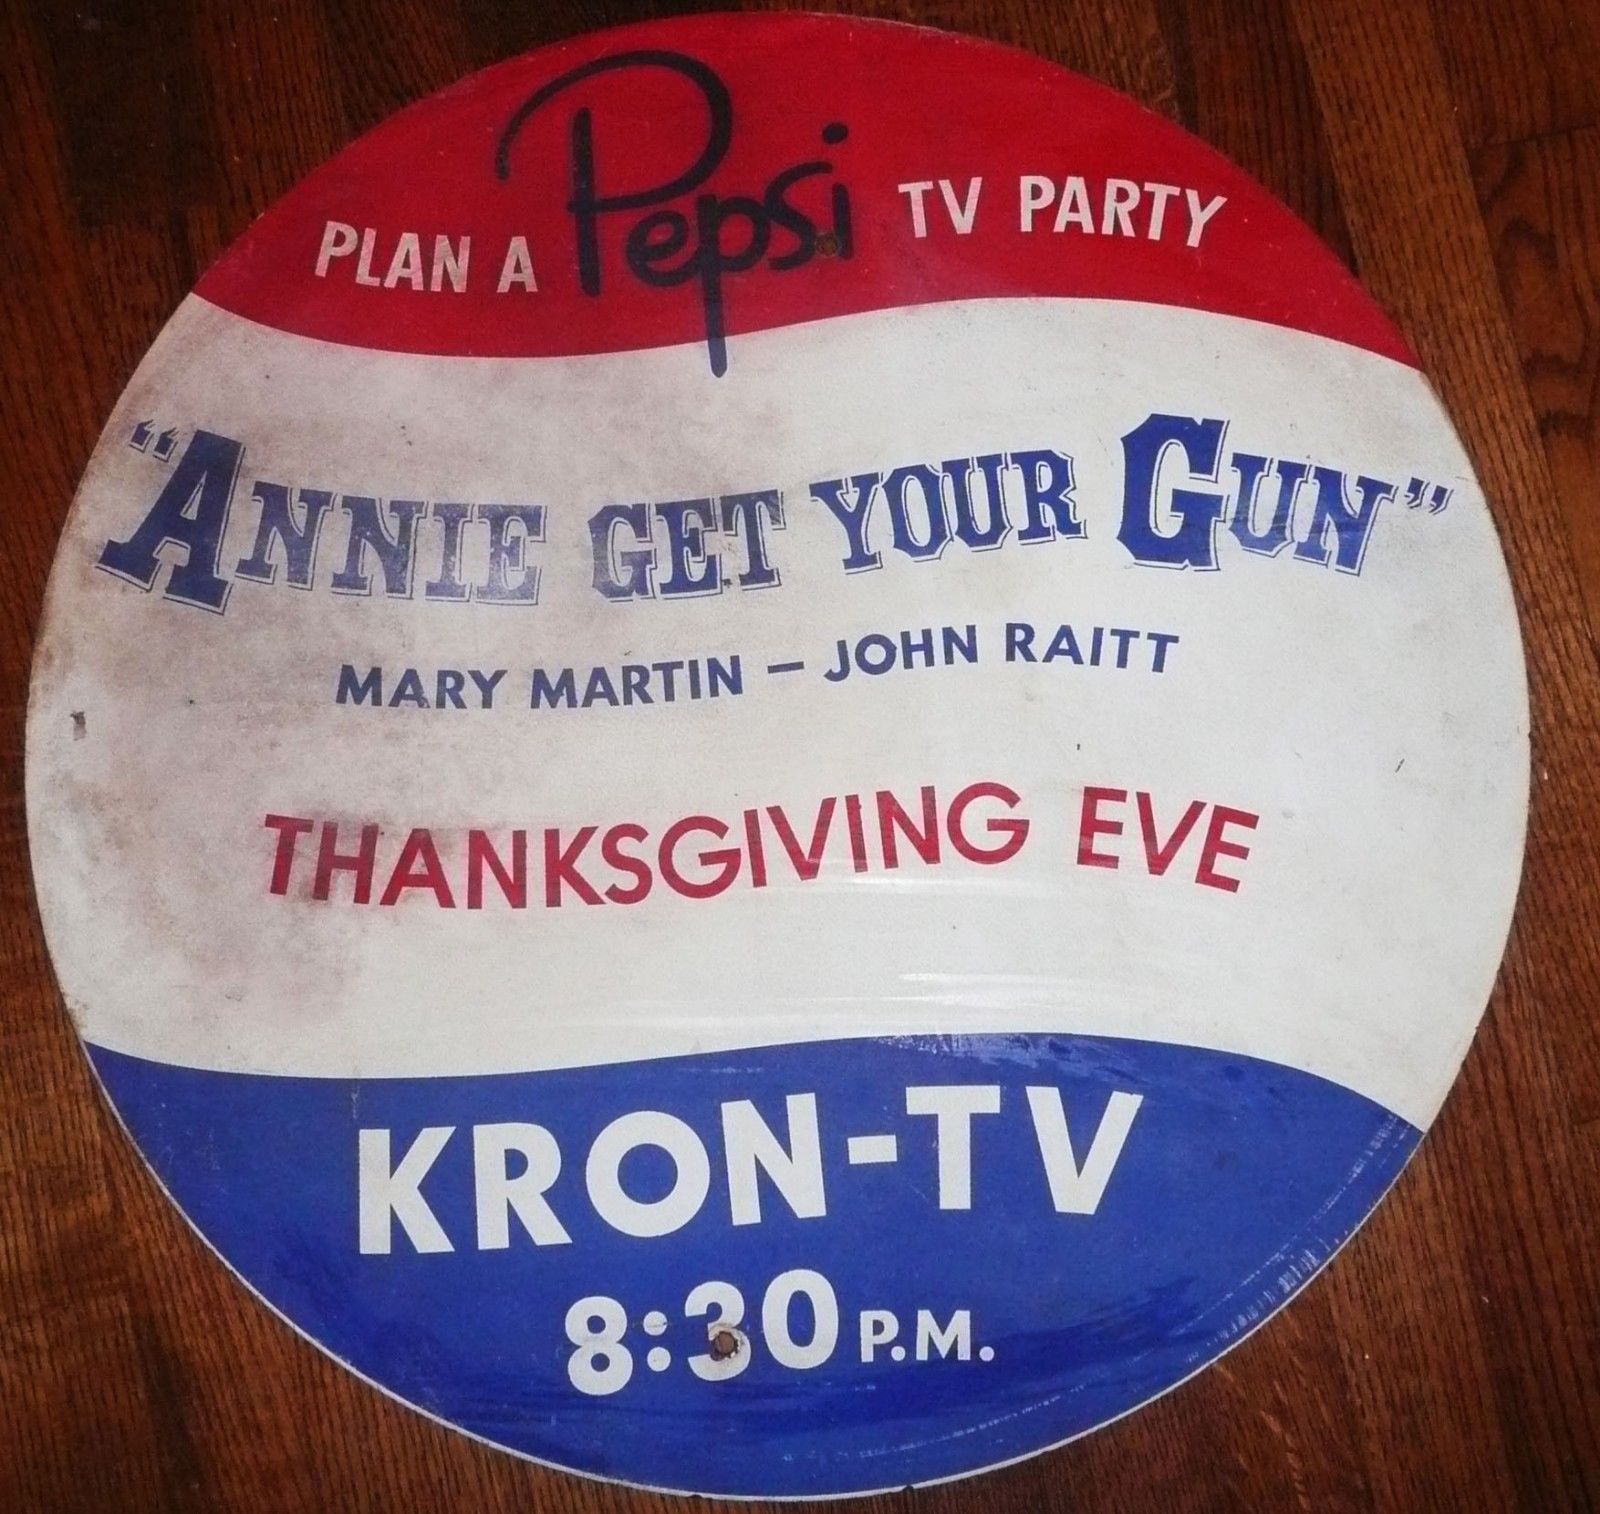 PLAN A Pepsi TV PARTY
"ANNIE GET YOUR GUN"
MARY MARTIN – JOHN RAITT
THANKSGIVING EVE
KRON-TV
8:30 P.M.